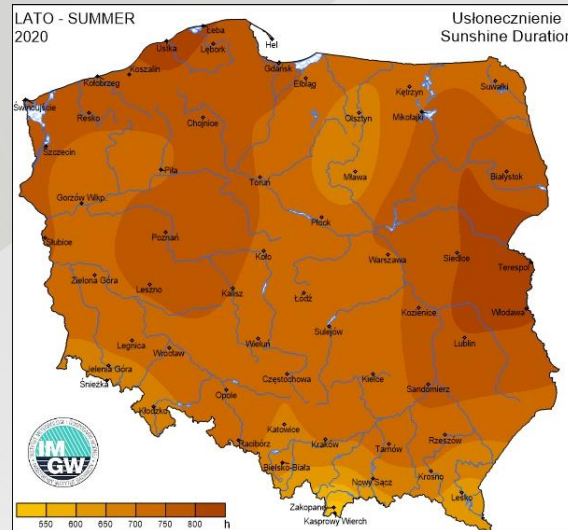 LATO - SUMMER
2020
Usłonecznienie
Sunshine Duration
Łeba
Ustka
Lębork
Hel
Koszalin
Gdańsk
Kołobrzeg
Elbląg
Kętrzyn
Suwałki
Świnoujście
Resko
Chojnice
Olsztyn
Mikołajki
Szczecin
Piła
Mława
Białystok
Toruń
Gorzów Wlkp.
Płock
Słubice
Poznań
Koło
Warszawa
Siedlce
Terespol
Zielona Góra
Leszno
Kalisz
Łódź
Kozienice
Włodawa
Sulejów
Legnica
Wrocław
Wieluń
Lublin
Jelenia Góra
Śnieżka
Częstochowa
Kielce
Opole
Sandomierz
Kłodzko
Katowice
Racibórz
Kraków
Tarnów
Rzeszów
Bielsko-Biała
Nowy Sącz
Krosno
Lesko
Zakopane
Kasprowy Wierch
IM
GW
550 600 650 700 750 800 h